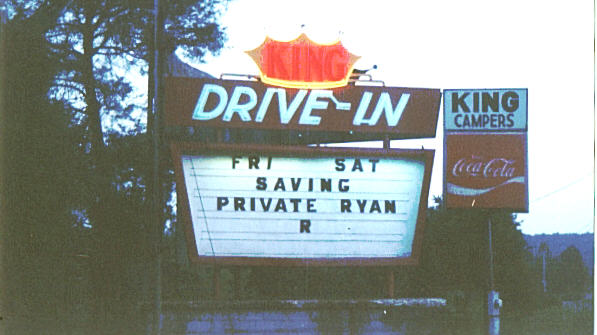 KING
DRIVE-IN
FRI SAT
SAVING
PRIVATE RYAN
R
KING
CAMPERS
Coca-Cola